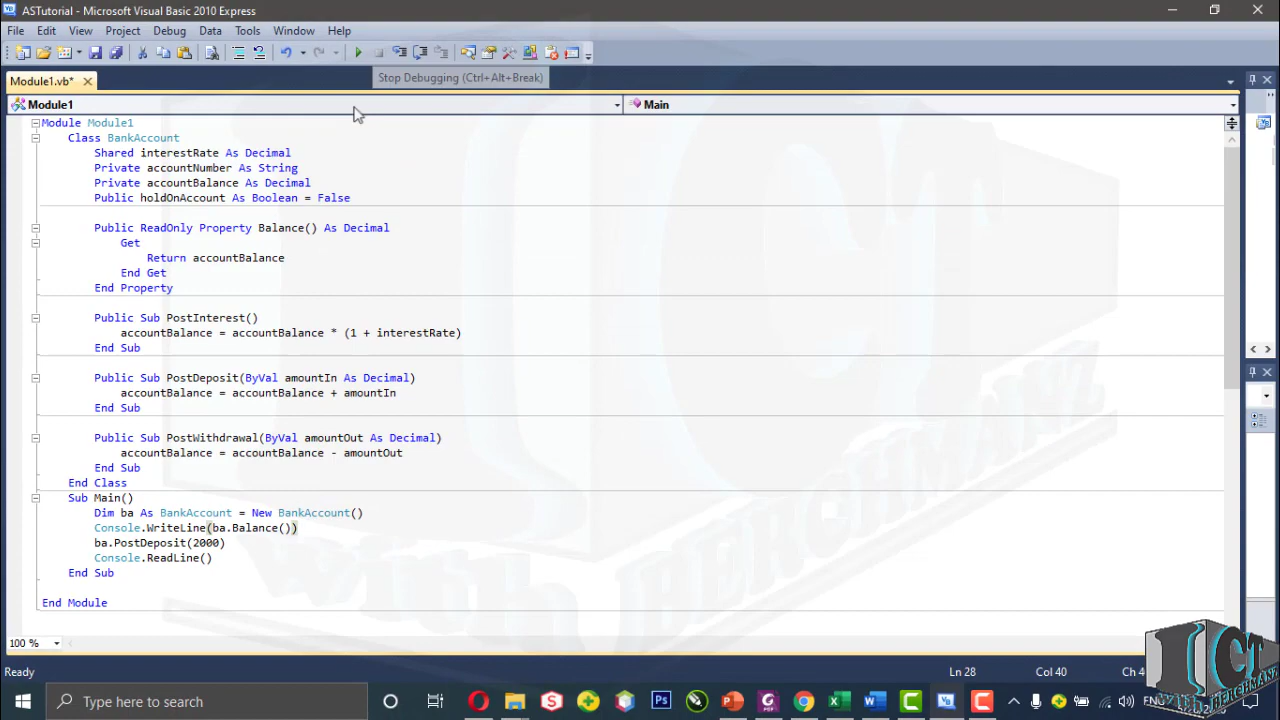 ASTutorial - Microsoft Visual Basic 2010 Express
File Edit View Project Debug Data Tools Window Help
Stop Debugging (Ctrl+Alt+Break)
Module1.vb*
Module1 Main
Module Module1
Class BankAccount
Shared interestRate As Decimal
Private accountNumber As String
Private accountBalance As Decimal
Public holdOnAccount As Boolean = False
Public ReadOnly Property Balance() As Decimal
Get
Return accountBalance
End Get
End Property
Public Sub PostInterest()
accountBalance = accountBalance * (1 + interestRate)
End Sub
Public Sub PostDeposit(ByVal amountIn As Decimal)
accountBalance = accountBalance + amountIn
End Sub
Public Sub PostWithdrawal(ByVal amountOut As Decimal)
accountBalance = accountBalance - amountOut
End Sub
End Class
Sub Main()
Dim ba As BankAccount = New BankAccount()
Console.WriteLine(ba.Balance())
ba.PostDeposit(2000)
Console.ReadLine()
End Sub
End Module
100 %
Ready Ln 28 Col 40
Type here to search
ICT